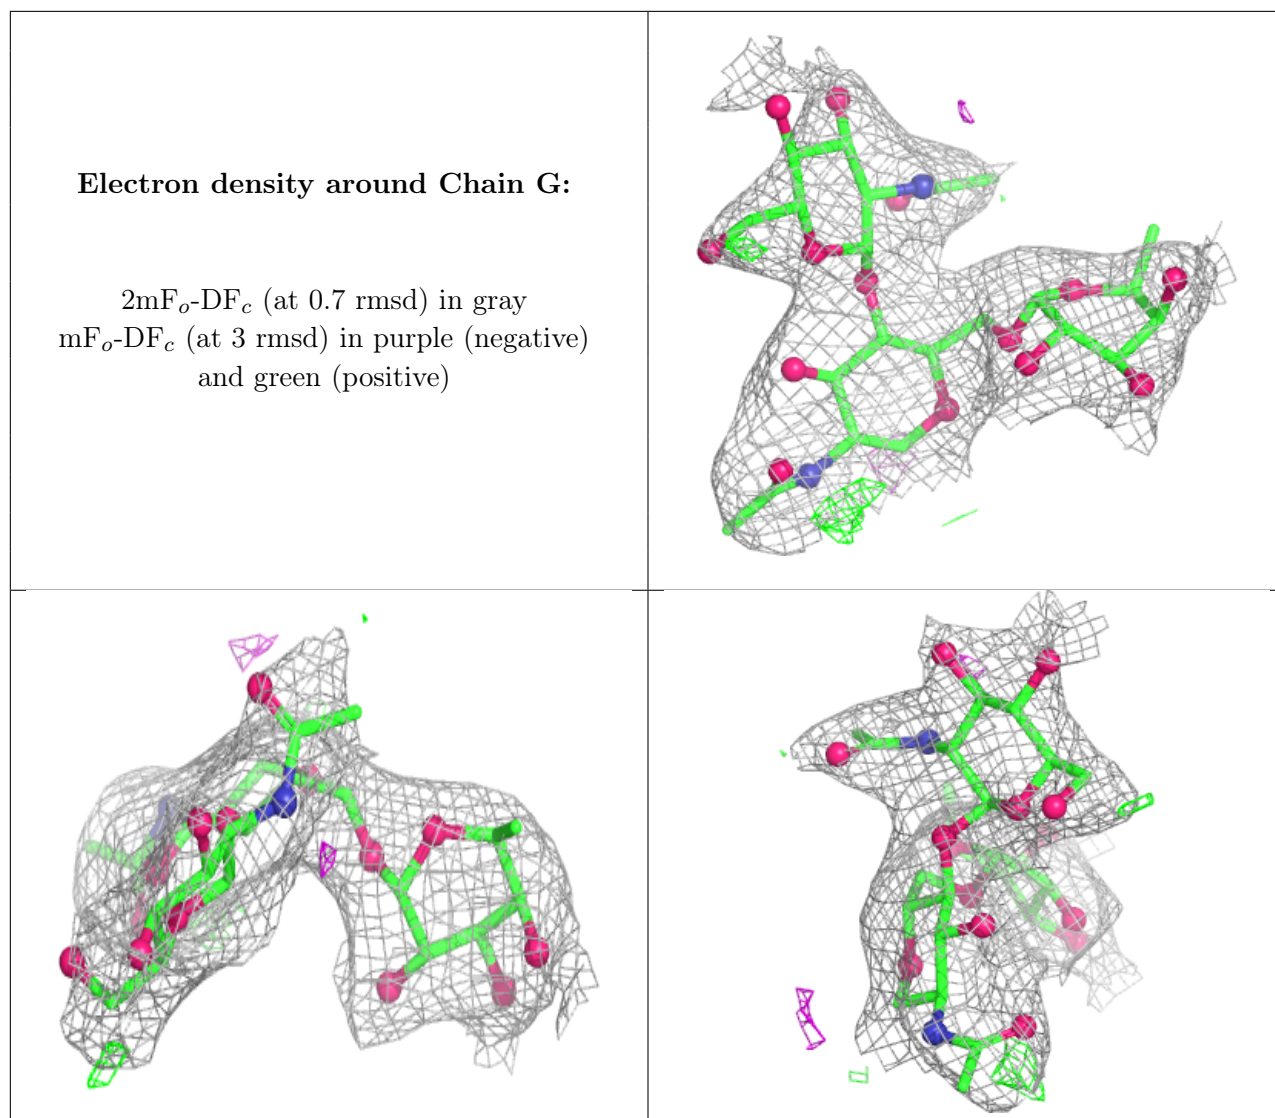 Electron density around Chain G:
2mFₒ-DF𝒸 (at 0.7 rmsd) in gray
mFₒ-DF𝒸 (at 3 rmsd) in purple (negative)
and green (positive)